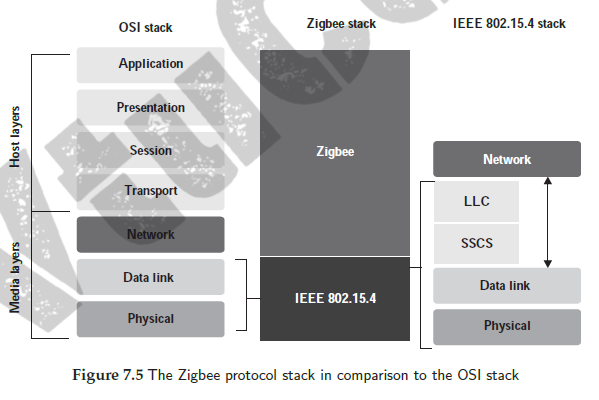 OSI stack
Zigbee stack
IEEE 802.15.4 stack
Host layers
Media layers
Application
Presentation
Session
Transport
Network
Data link
Physical
Zigbee
IEEE 802.15.4
Network
LLC
SSCS
Data link
Physical
Figure 7.5 The Zigbee protocol stack in comparison to the OSI stack